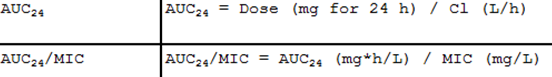 AUC₂₄ AUC₂₄ = Dose (mg for 24 h) / Cl (L/h)
AUC₂₄/MIC AUC₂₄/MIC = AUC₂₄ (mg*h/L) / MIC (mg/L)